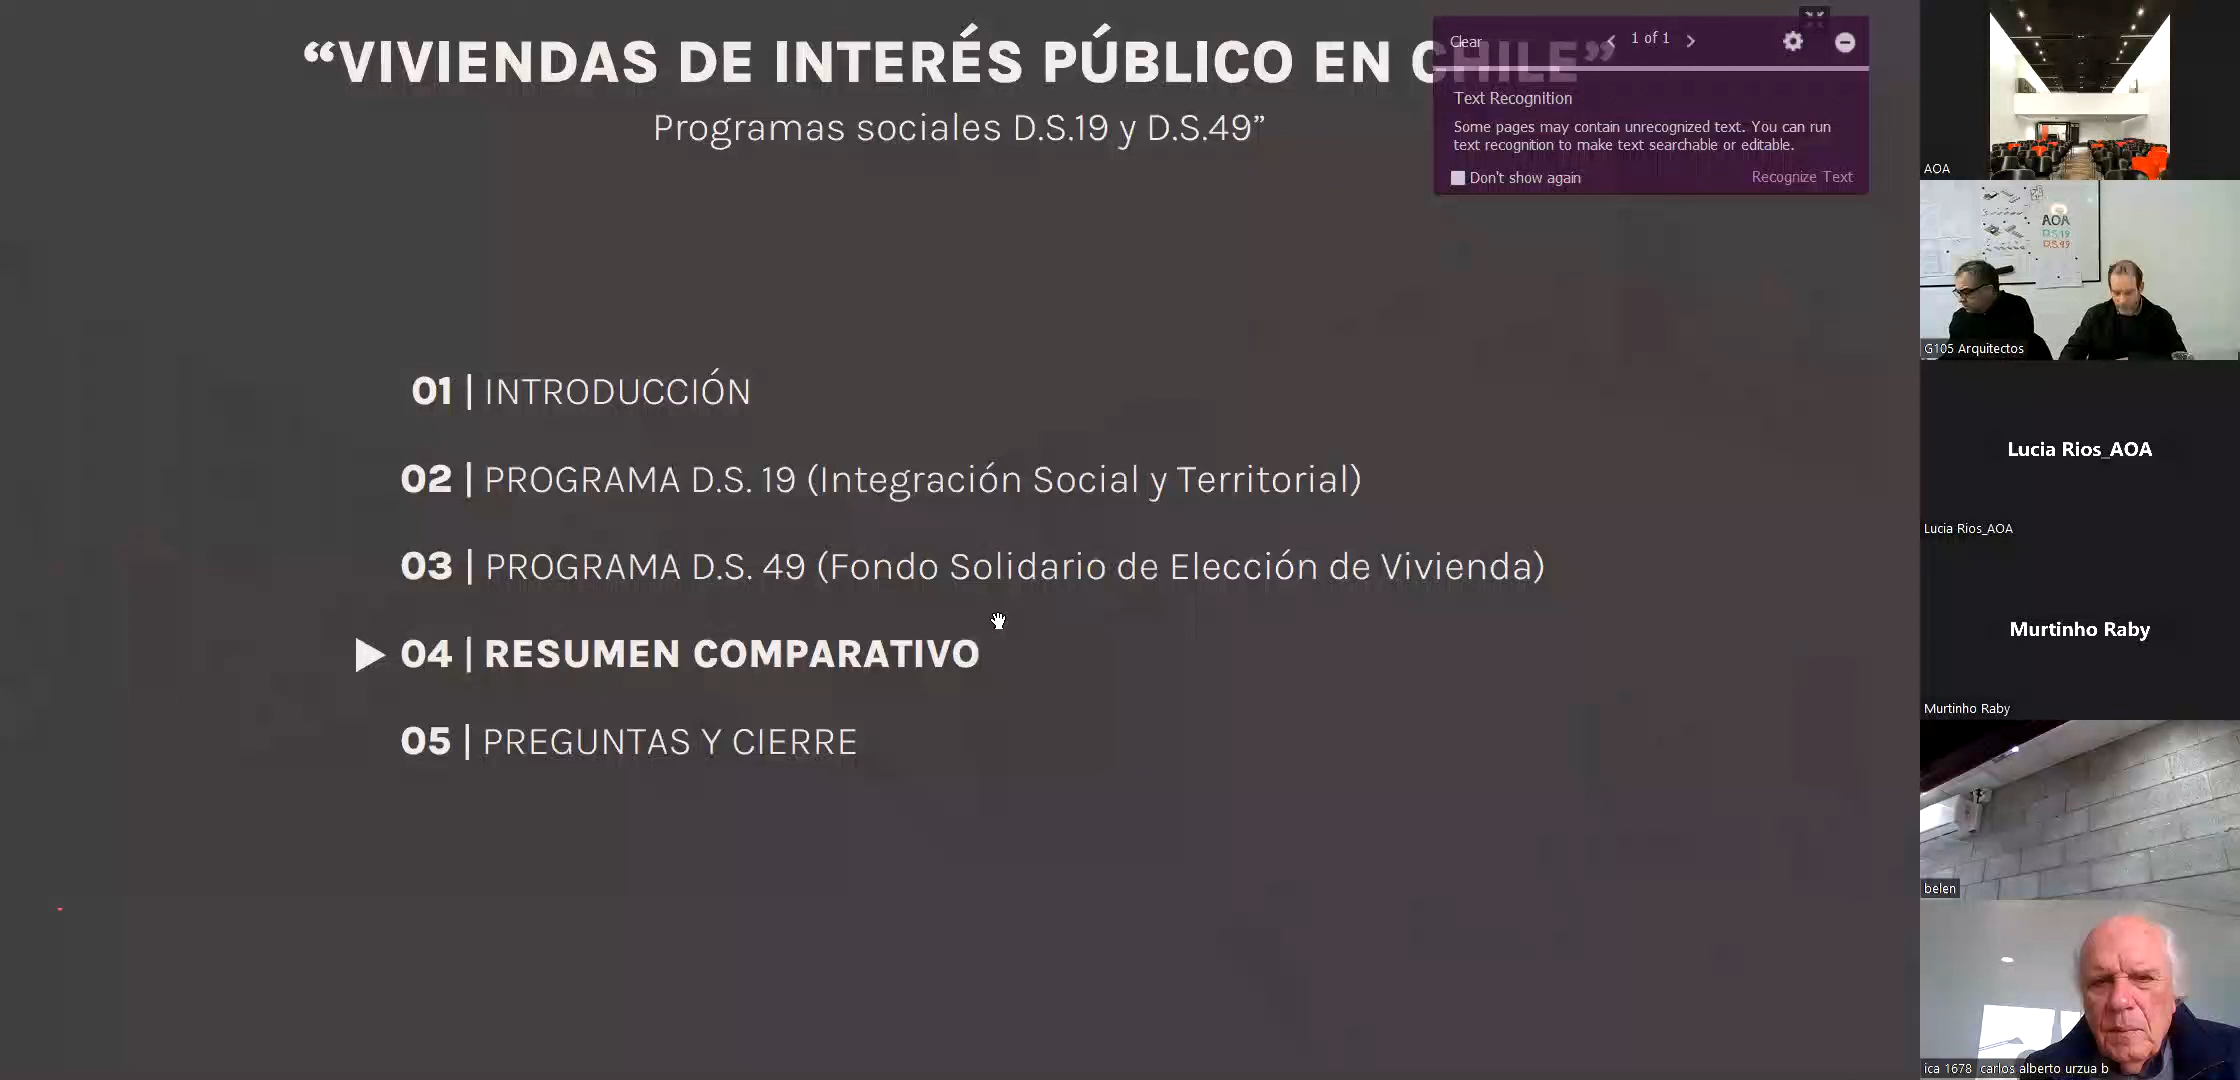 “VIVIENDAS DE INTERÉS PÚBLICO EN CHILE”
Programas sociales D.S.19 y D.S.49”
01 | INTRODUCCIÓN
02 | PROGRAMA D.S. 19 (Integración Social y Territorial)
03 | PROGRAMA D.S. 49 (Fondo Solidario de Elección de Vivienda)
04 | RESUMEN COMPARATIVO
05 | PREGUNTAS Y CIERRE
Clear
1 of 1
Text Recognition
Some pages may contain unrecognized text. You can run
text recognition to make text searchable or editable.
Don't show again
Recognize Text
AOA
AOA
D.S.19
D.S.49
G105 Arquitectos
Lucia Rios_AOA
Lucia Rios_AOA
Murtinho Raby
Murtinho Raby
belen
ica 1678 carlos alberto urzua b